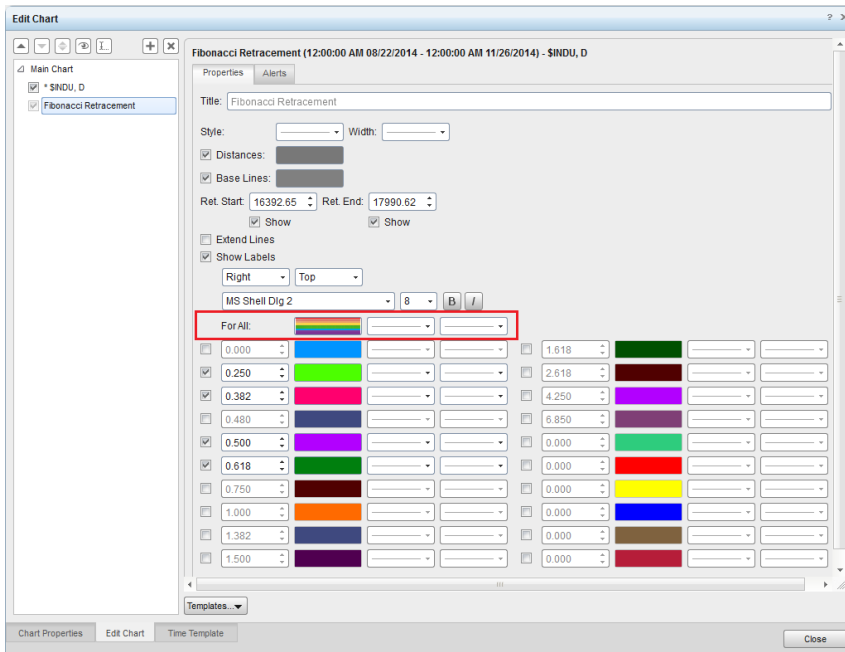 Edit Chart
?
I...
+
x
Main Chart
* $INDU, D
Fibonacci Retracement
Fibonacci Retracement (12:00:00 AM 08/22/2014 - 12:00:00 AM 11/26/2014) - $INDU, D
Properties Alerts
Title: Fibonacci Retracement
Style: Width:
Distances:
Base Lines:
Ret. Start: 16392.65 Ret. End: 17990.62
Show Show
Extend Lines
Show Labels
Right Top
MS Shell Dlg 2 8 B I
For All:
0.000 1.618
0.250 2.618
0.382 4.250
0.480 6.850
0.500 0.000
0.618 0.000
0.750 0.000
1.000 0.000
1.382 0.000
1.500 0.000
Templates...
Chart Properties Edit Chart Time Template
Close